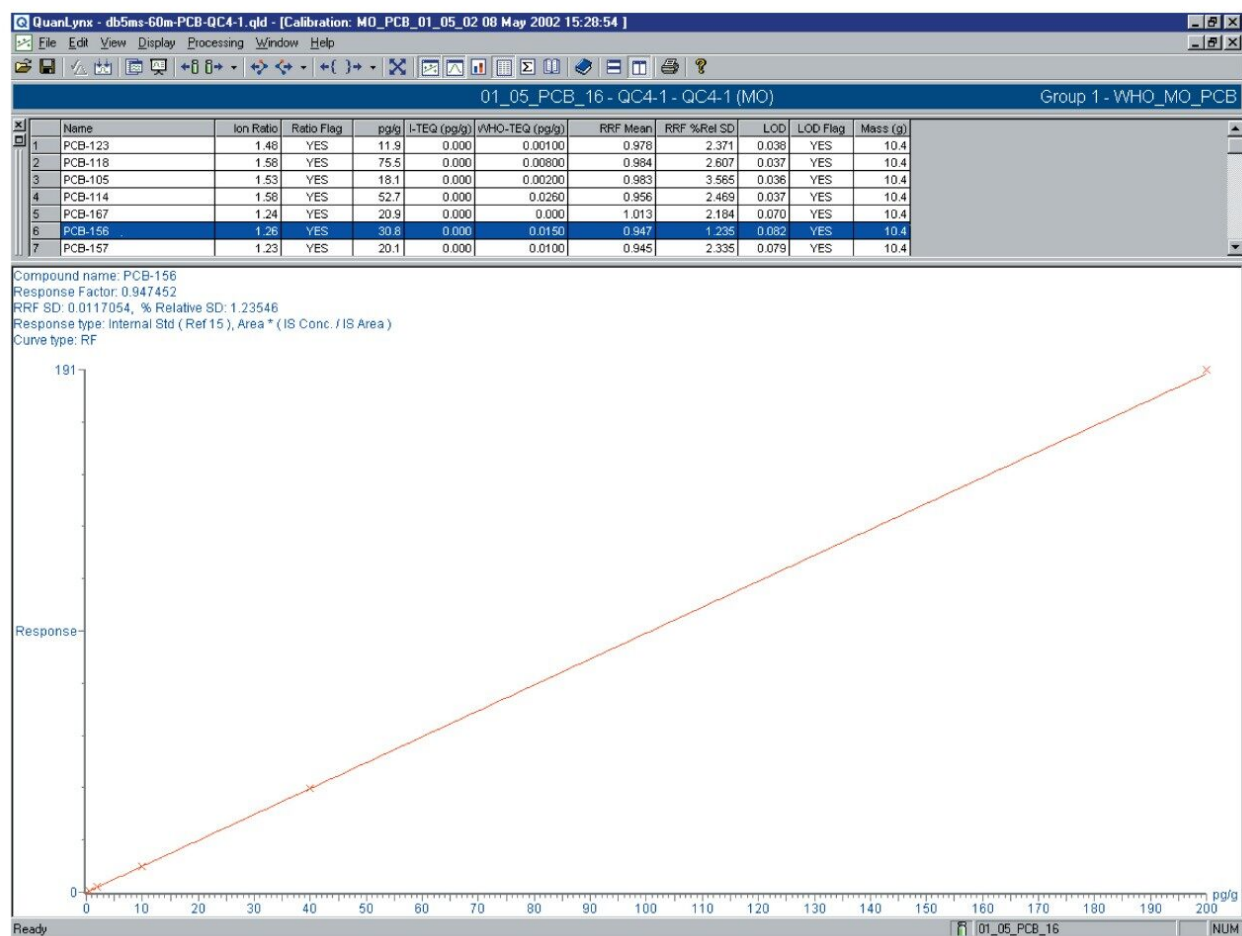 QuanLynx - db5ms-60m-PCB-QC4-1.qld - [Calibration: MO_PCB_01_05_02 08 May 2002 15:28:54 ]
File Edit View Display Processing Window Help
01_05_PCB_16 - QC4-1 - QC4-1 (MO) Group 1 - WHO_MO_PCB
Name Ion Ratio Ratio Flag pg/g I-TEQ (pg/g) WHO-TEQ (pg/g) RRF Mean RRF %Rel SD LOD LOD Flag Mass (g)
1 PCB-123 1.48 YES 11.9 0.000 0.00100 0.978 2.371 0.038 YES 10.4
2 PCB-118 1.58 YES 75.5 0.000 0.00800 0.984 2.607 0.037 YES 10.4
3 PCB-105 1.53 YES 18.1 0.000 0.00200 0.983 3.565 0.036 YES 10.4
4 PCB-114 1.58 YES 52.7 0.000 0.0260 0.956 2.469 0.037 YES 10.4
5 PCB-167 1.24 YES 20.9 0.000 0.000 1.013 2.184 0.070 YES 10.4
6 PCB-156 1.26 YES 30.8 0.000 0.0150 0.947 1.235 0.082 YES 10.4
7 PCB-157 1.23 YES 20.1 0.000 0.0100 0.945 2.335 0.079 YES 10.4
Compound name: PCB-156
Response Factor: 0.947452
RRF SD: 0.0117054, % Relative SD: 1.23546
Response type: Internal Std ( Ref 15 ), Area * ( IS Conc. / IS Area )
Curve type: RF
191
Response
0
pg/g
0 10 20 30 40 50 60 70 80 90 100 110 120 130 140 150 160 170 180 190 200
Ready 01_05_PCB_16 NUM